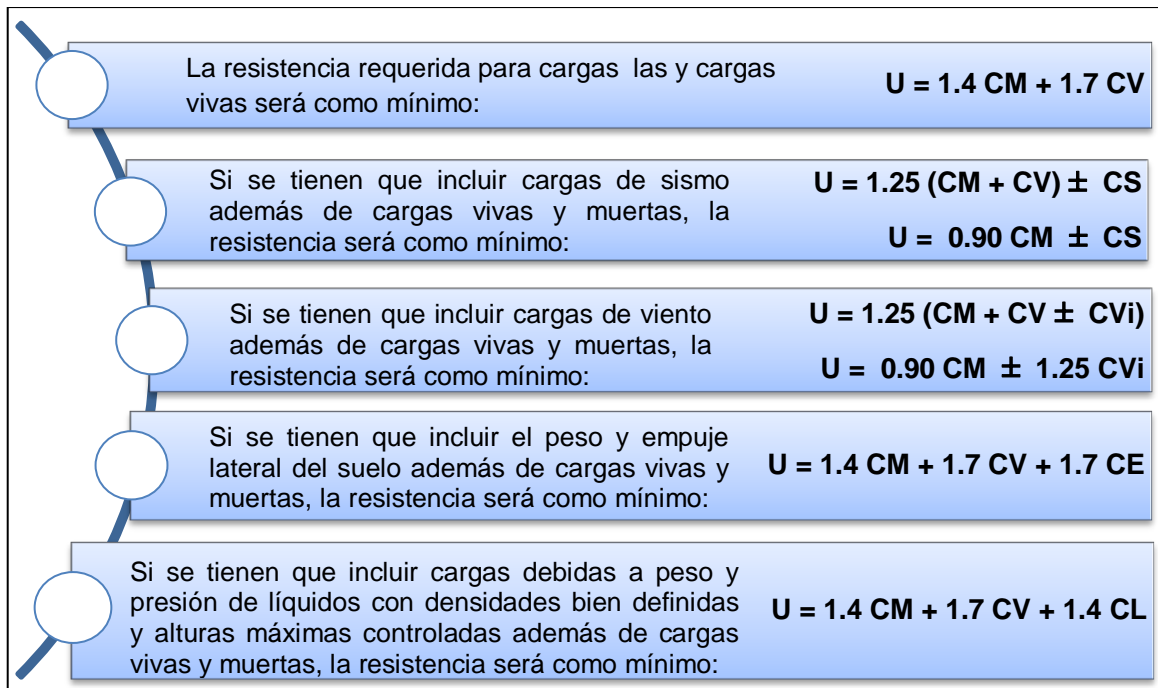 La resistencia requerida para cargas las y cargas
vivas será como mínimo:
U = 1.4 CM + 1.7 CV
Si se tienen que incluir cargas de sismo
además de cargas vivas y muertas, la
resistencia será como mínimo:
U = 1.25 (CM + CV) ± CS
U = 0.90 CM ± CS
Si se tienen que incluir cargas de viento
además de cargas vivas y muertas, la
resistencia será como mínimo:
U = 1.25 (CM + CV ± CVi)
U = 0.90 CM ± 1.25 CVi
Si se tienen que incluir el peso y empuje
lateral del suelo además de cargas vivas y
muertas, la resistencia será como mínimo:
U = 1.4 CM + 1.7 CV + 1.7 CE
Si se tienen que incluir cargas debidas a peso y
presión de líquidos con densidades bien definidas
y alturas máximas controladas además de cargas
vivas y muertas, la resistencia será como mínimo:
U = 1.4 CM + 1.7 CV + 1.4 CL